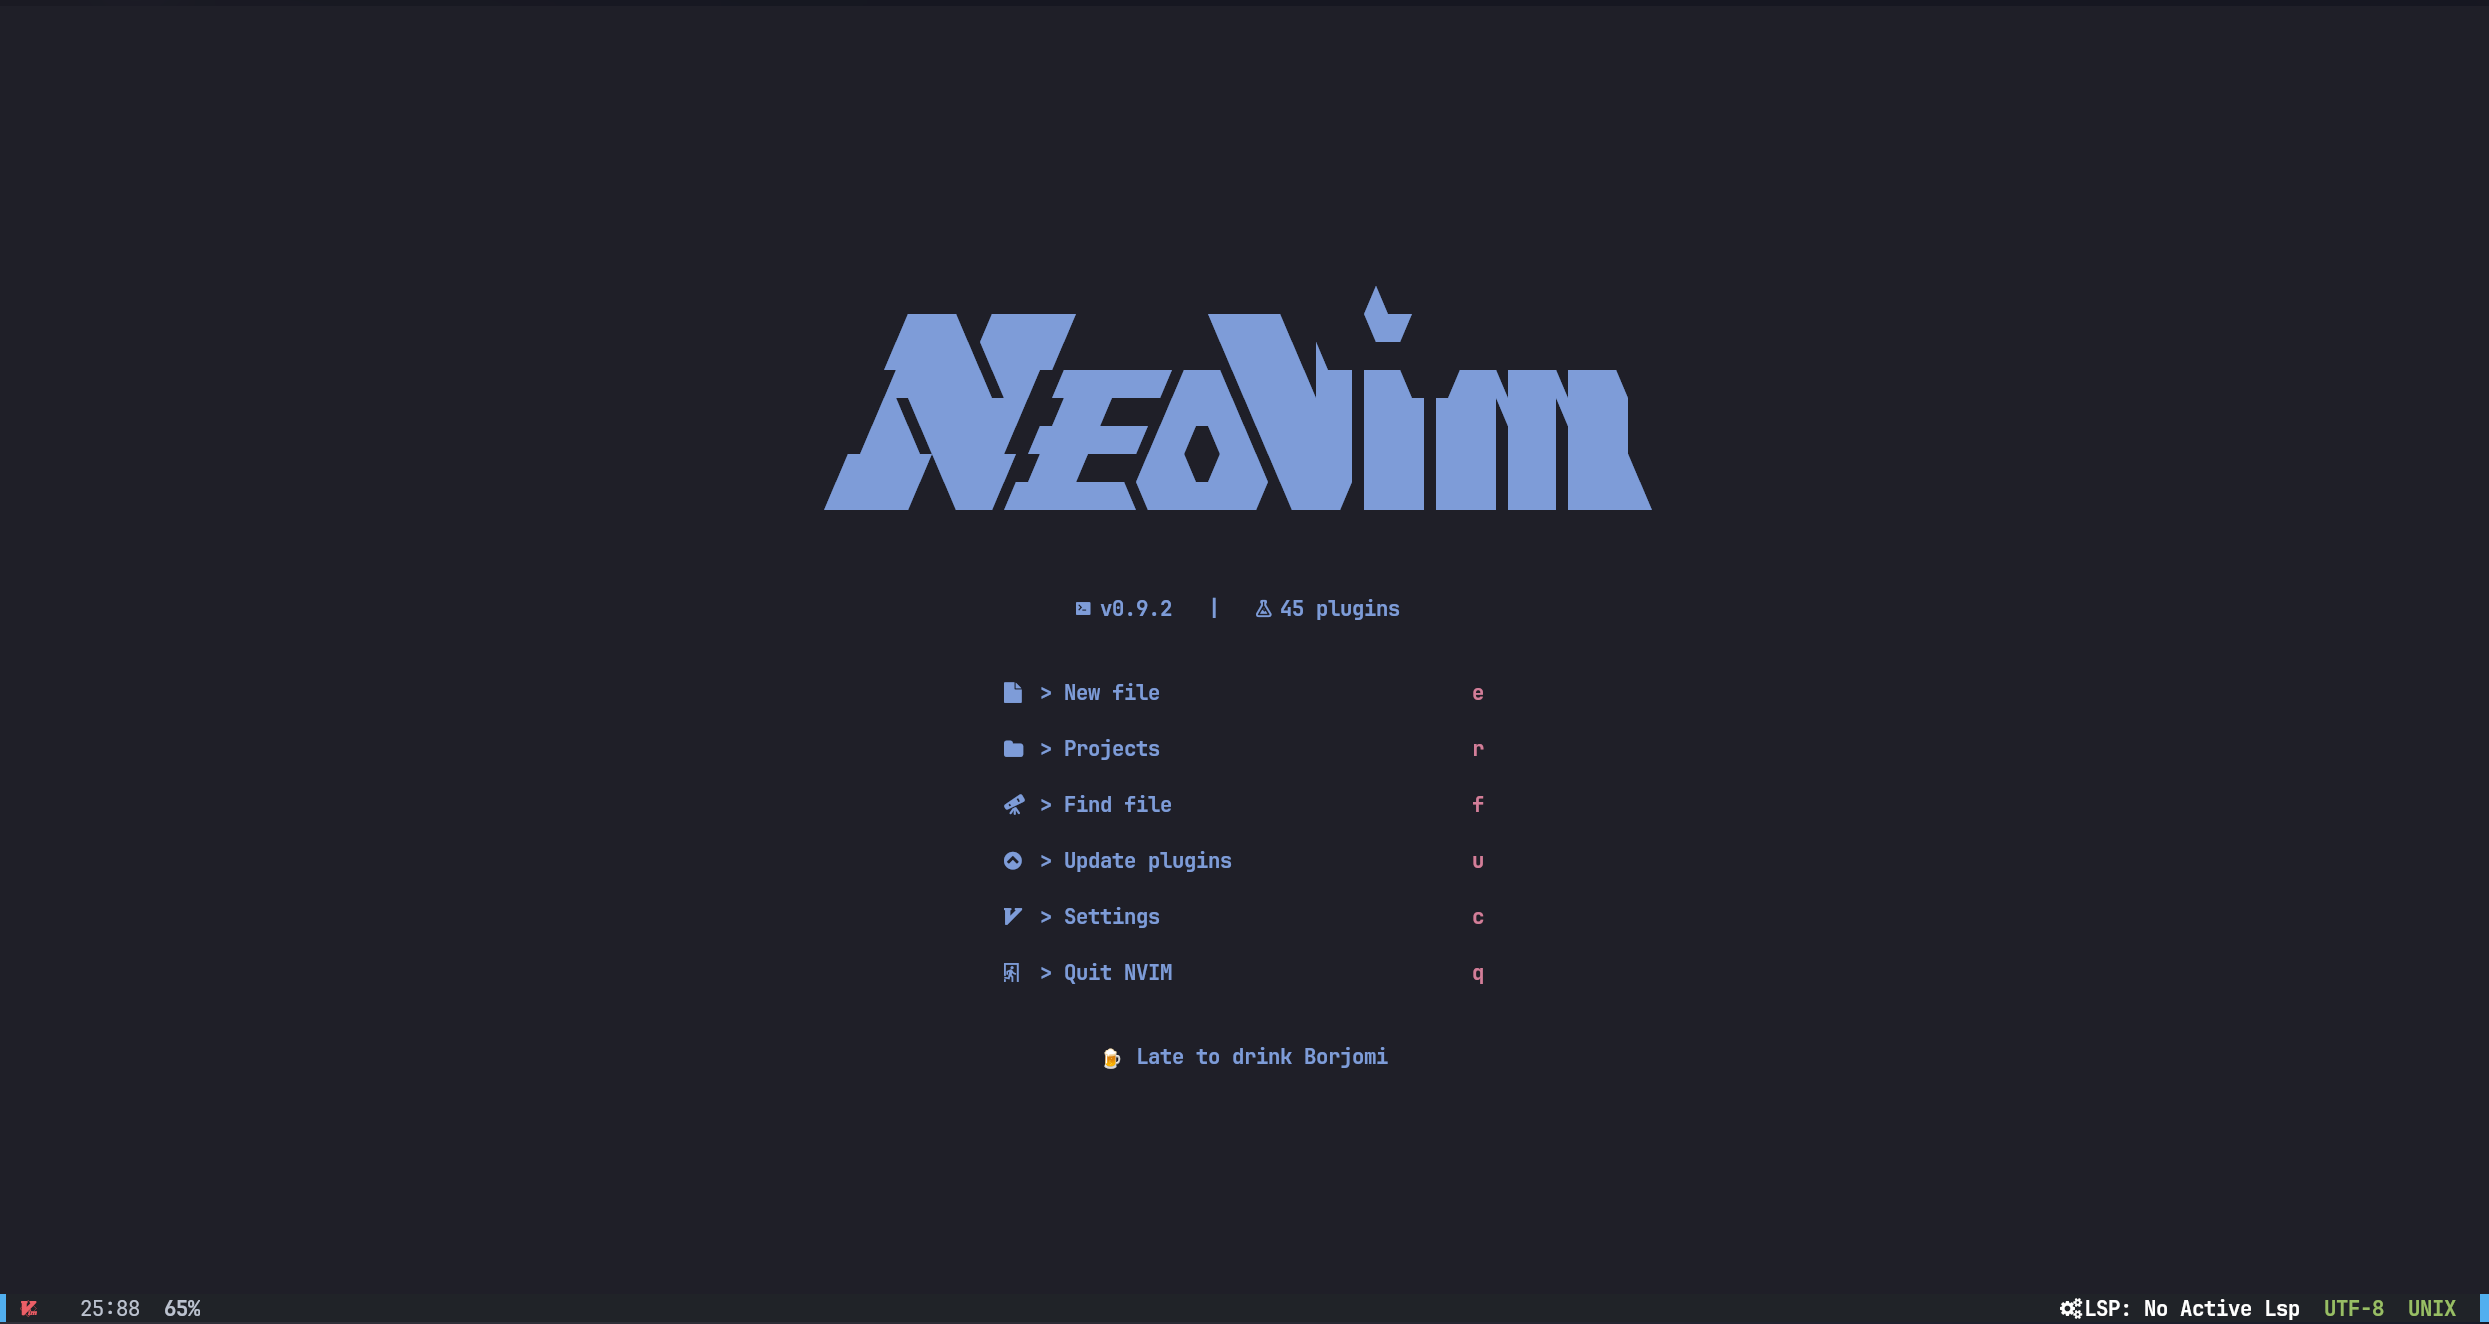 Neovim
v0.9.2 | 45 plugins
> New file e
> Projects r
> Find file f
> Update plugins u
> Settings c
> Quit NVIM q
Late to drink Borjomi
25:88 65% LSP: No Active Lsp UTF-8 UNIX